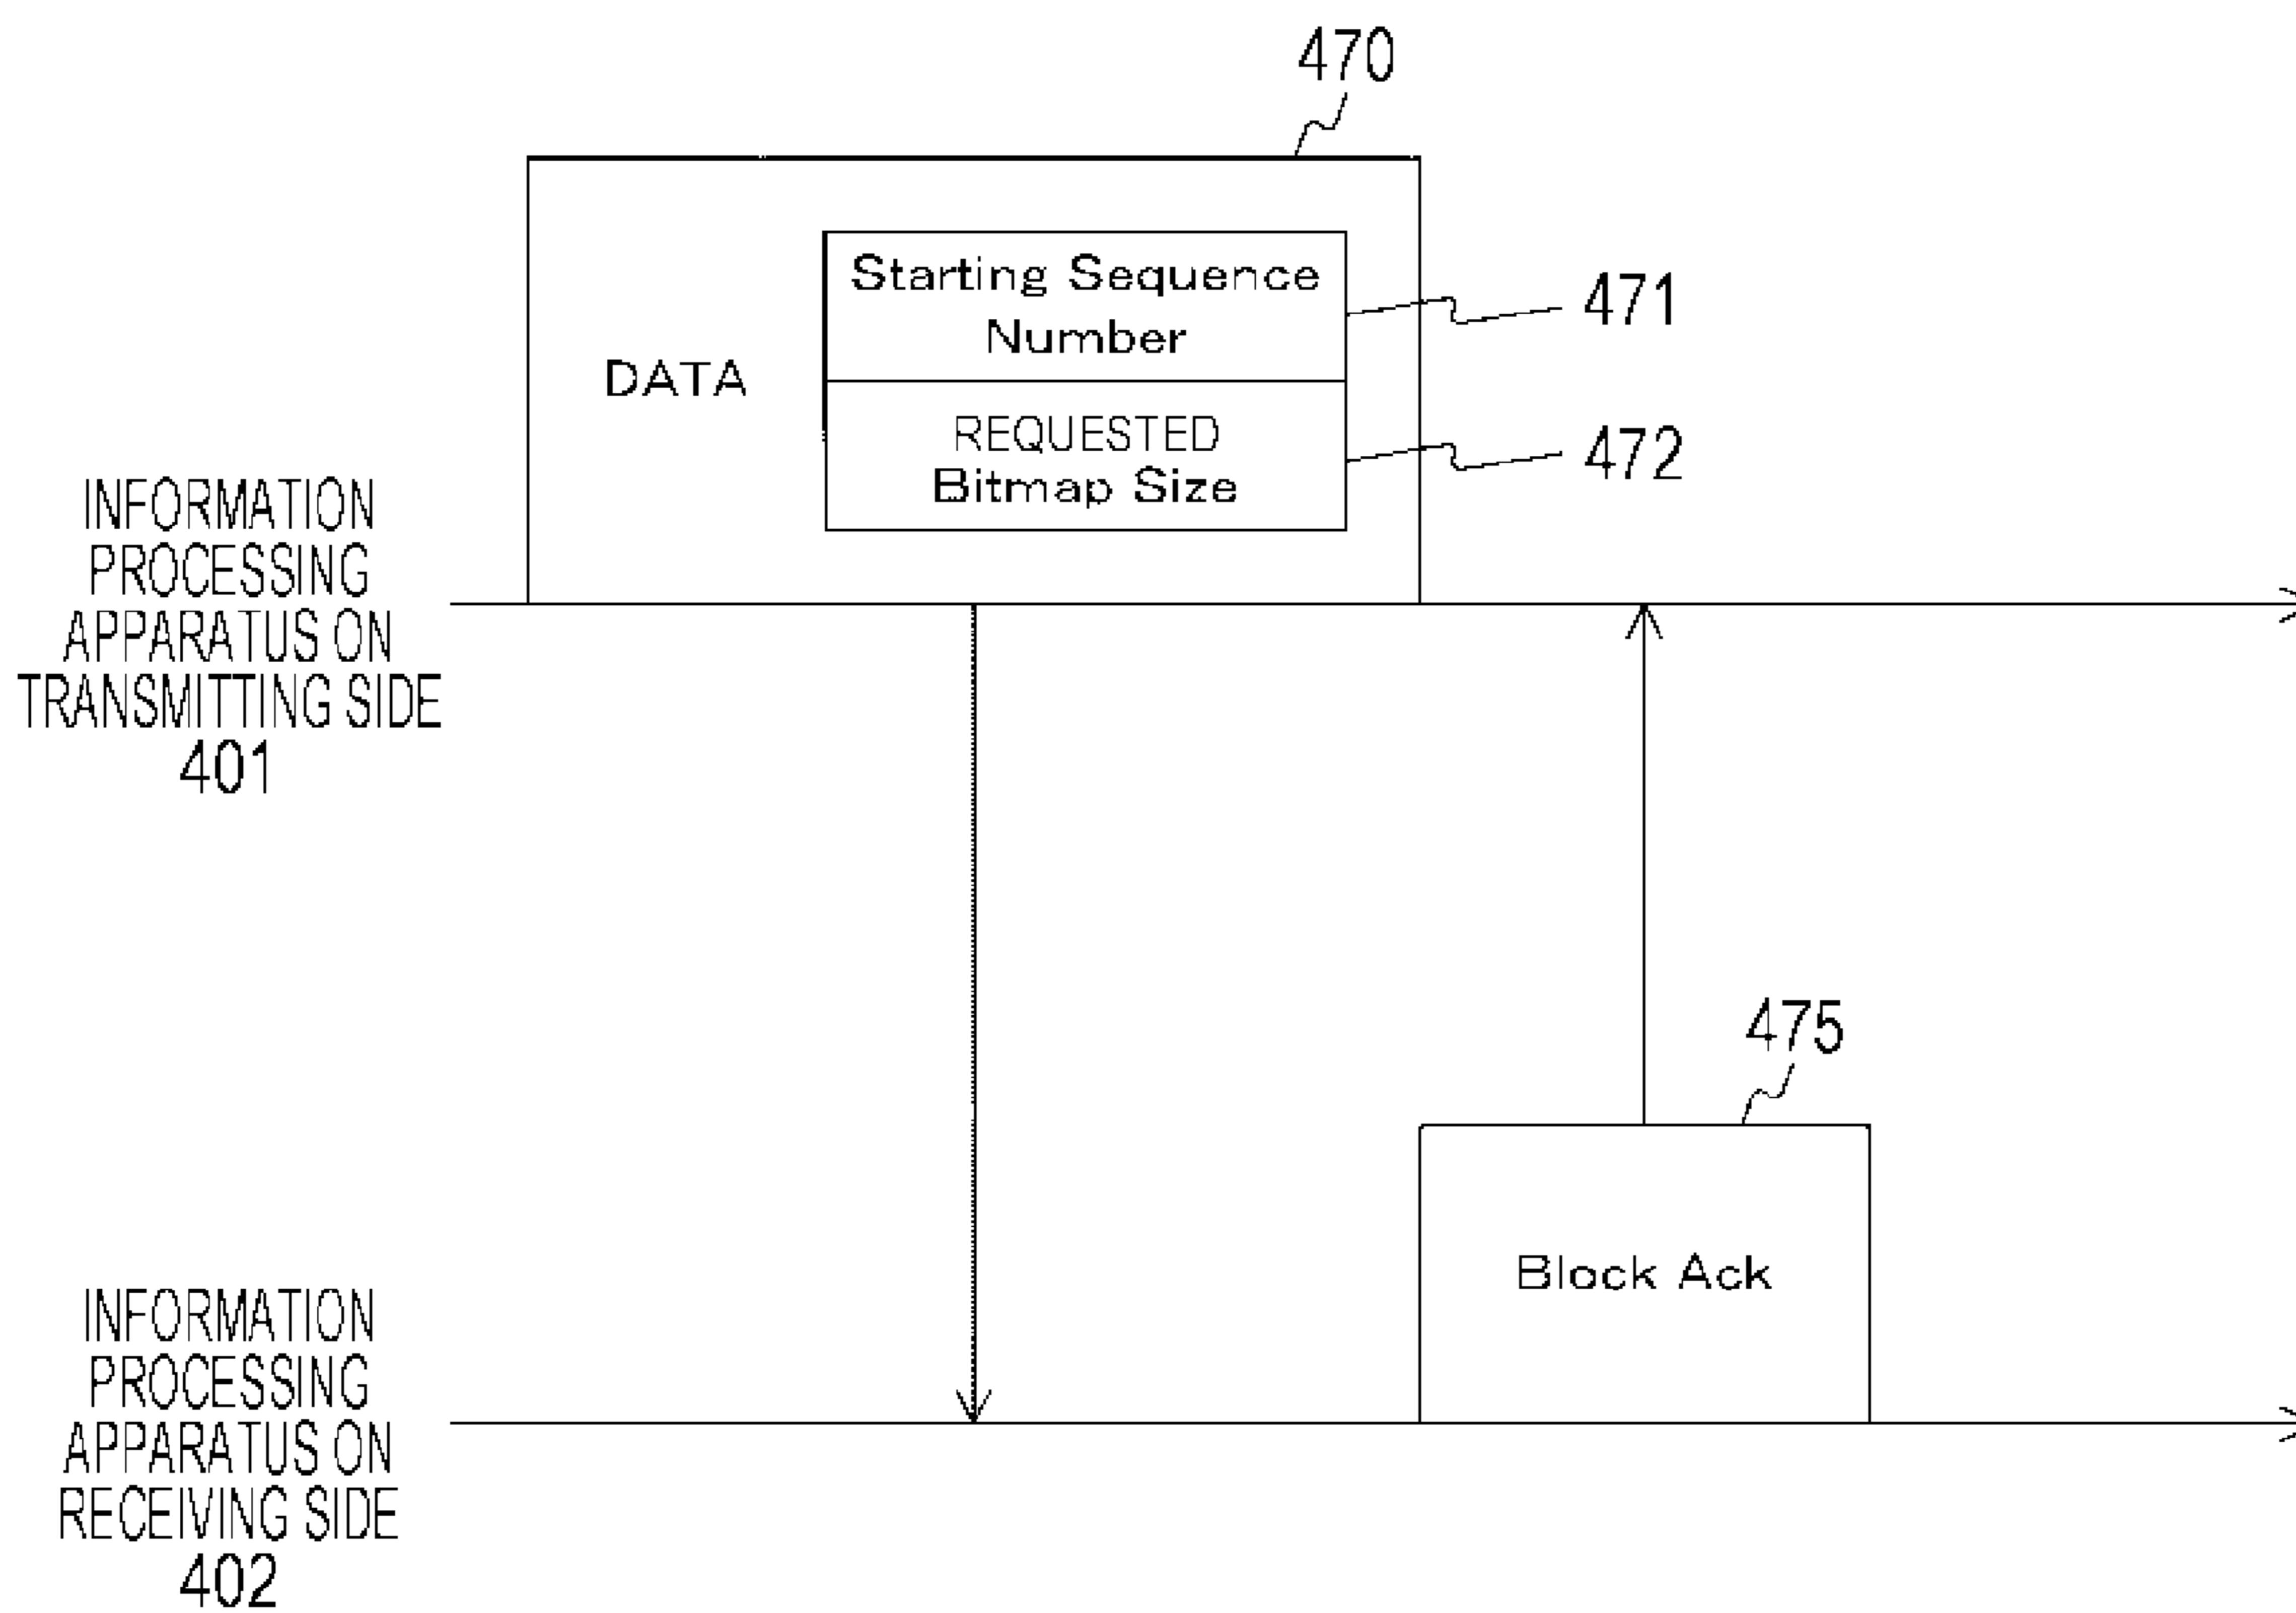 470
Starting Sequence
Number
471
DATA
REQUESTED
Bitmap Size
472
INFORMATION
PROCESSING
APPARATUS ON
TRANSMITTING SIDE
401
475
Block Ack
INFORMATION
PROCESSING
APPARATUS ON
RECEIVING SIDE
402